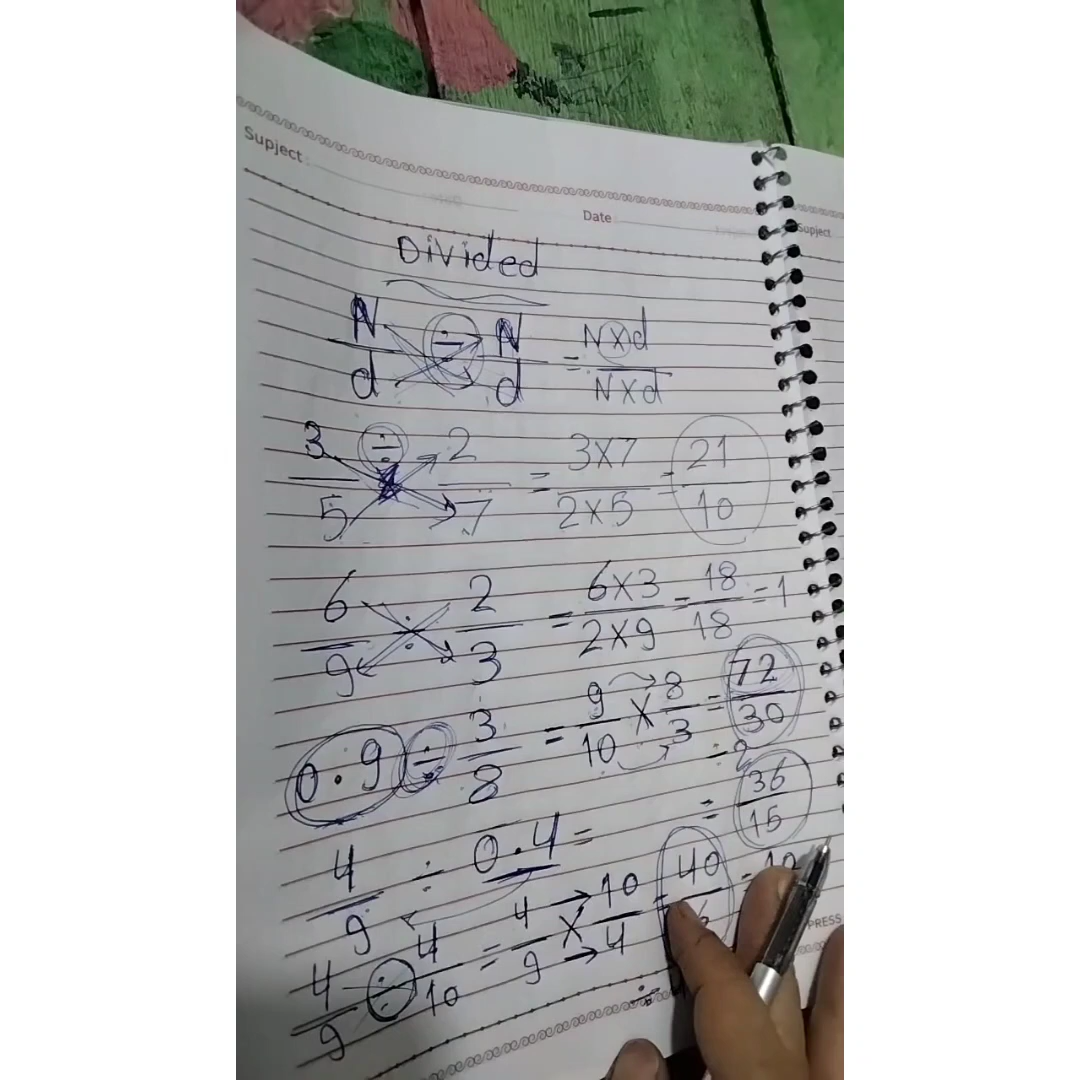 Supject
Date
Supject
Divided
N/d ÷ N/d = N×d/N×d
3/5 ÷ 2/7 = 3×7/2×5 = 21/10
6/9 ÷ 2/3 = 6×3/2×9 = 18/18 = 1
0.9 ÷ 3/8 = 9/10 × 8/3 = 72/30
÷2
= 36/15
4/9 ÷ 0.4 =
4/9 ÷ 4/10 = 4/9 × 10/4 = 40/
PRESS